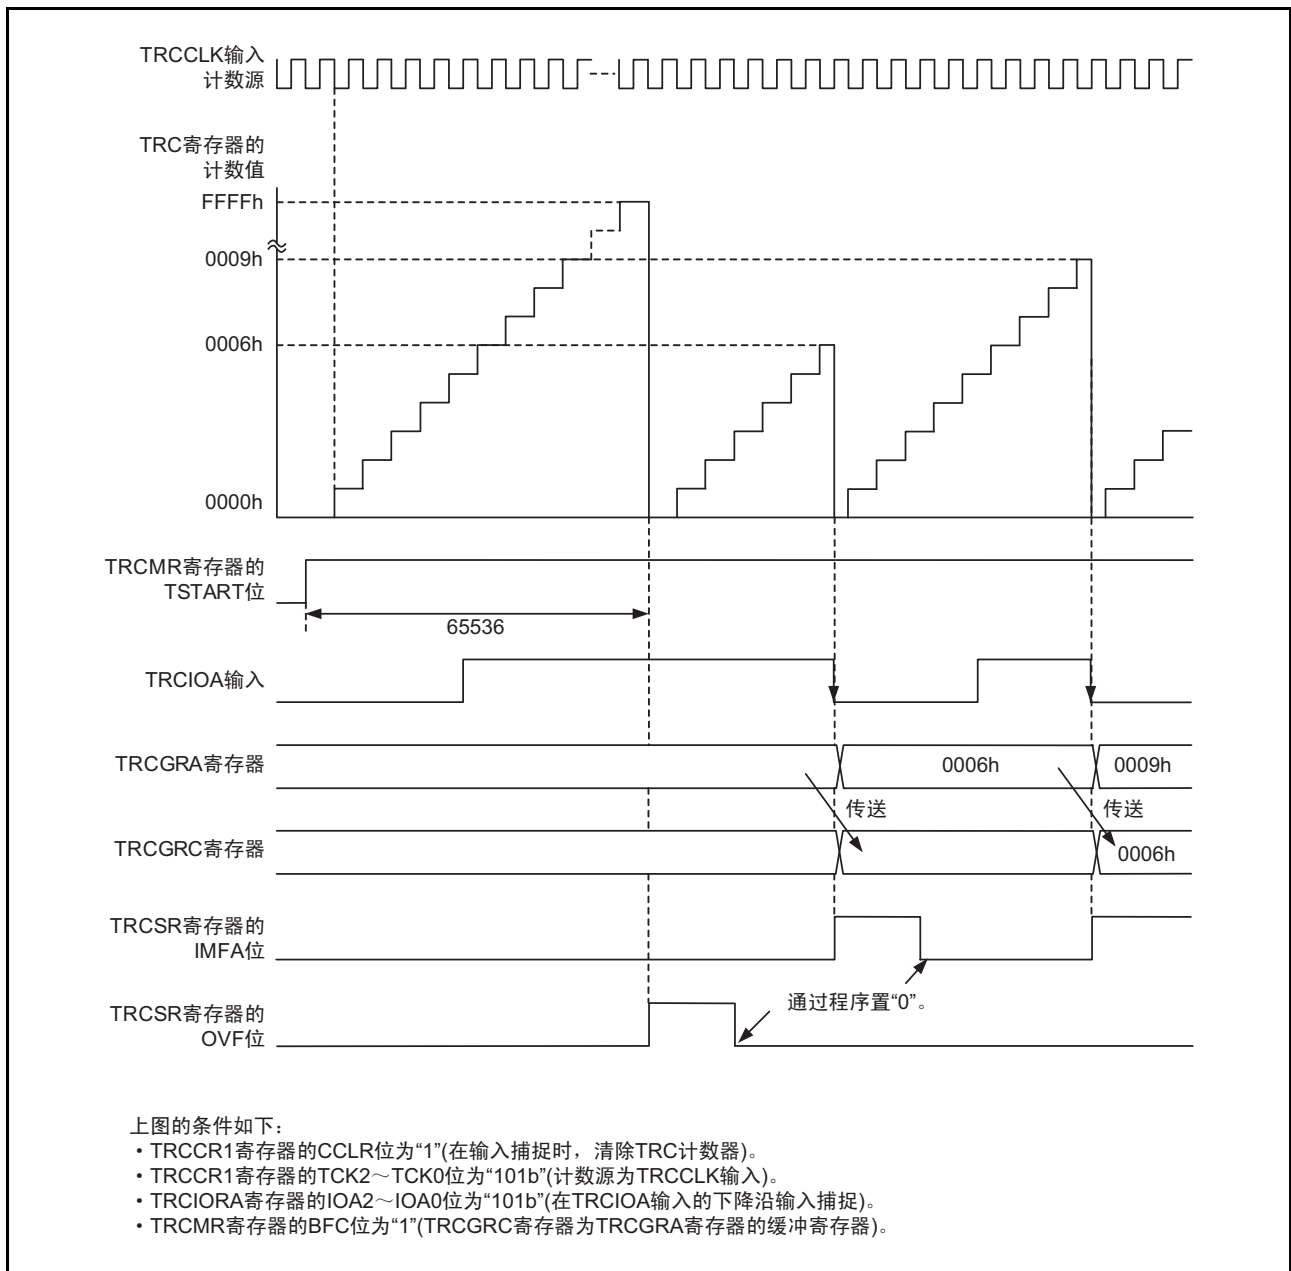 TRCCLK输入
计数源
TRC寄存器的
计数值
FFFFh
0009h
0006h
0000h
TRCMR寄存器的
TSTART位
65536
TRCIOA输入
TRCGRA寄存器
0006h
0009h
传送
传送
TRCGRC寄存器
0006h
TRCSR寄存器的
IMFA位
通过程序置“0”。
TRCSR寄存器的
OVF位
上图的条件如下：
・TRCCR1寄存器的CCLR位为“1”(在输入捕捉时，清除TRC计数器)。
・TRCCR1寄存器的TCK2～TCK0位为“101b”(计数源为TRCCLK输入)。
・TRCIORA寄存器的IOA2～IOA0位为“101b”(在TRCIOA输入的下降沿输入捕捉)。
・TRCMR寄存器的BFC位为“1”(TRCGRC寄存器为TRCGRA寄存器的缓冲寄存器)。